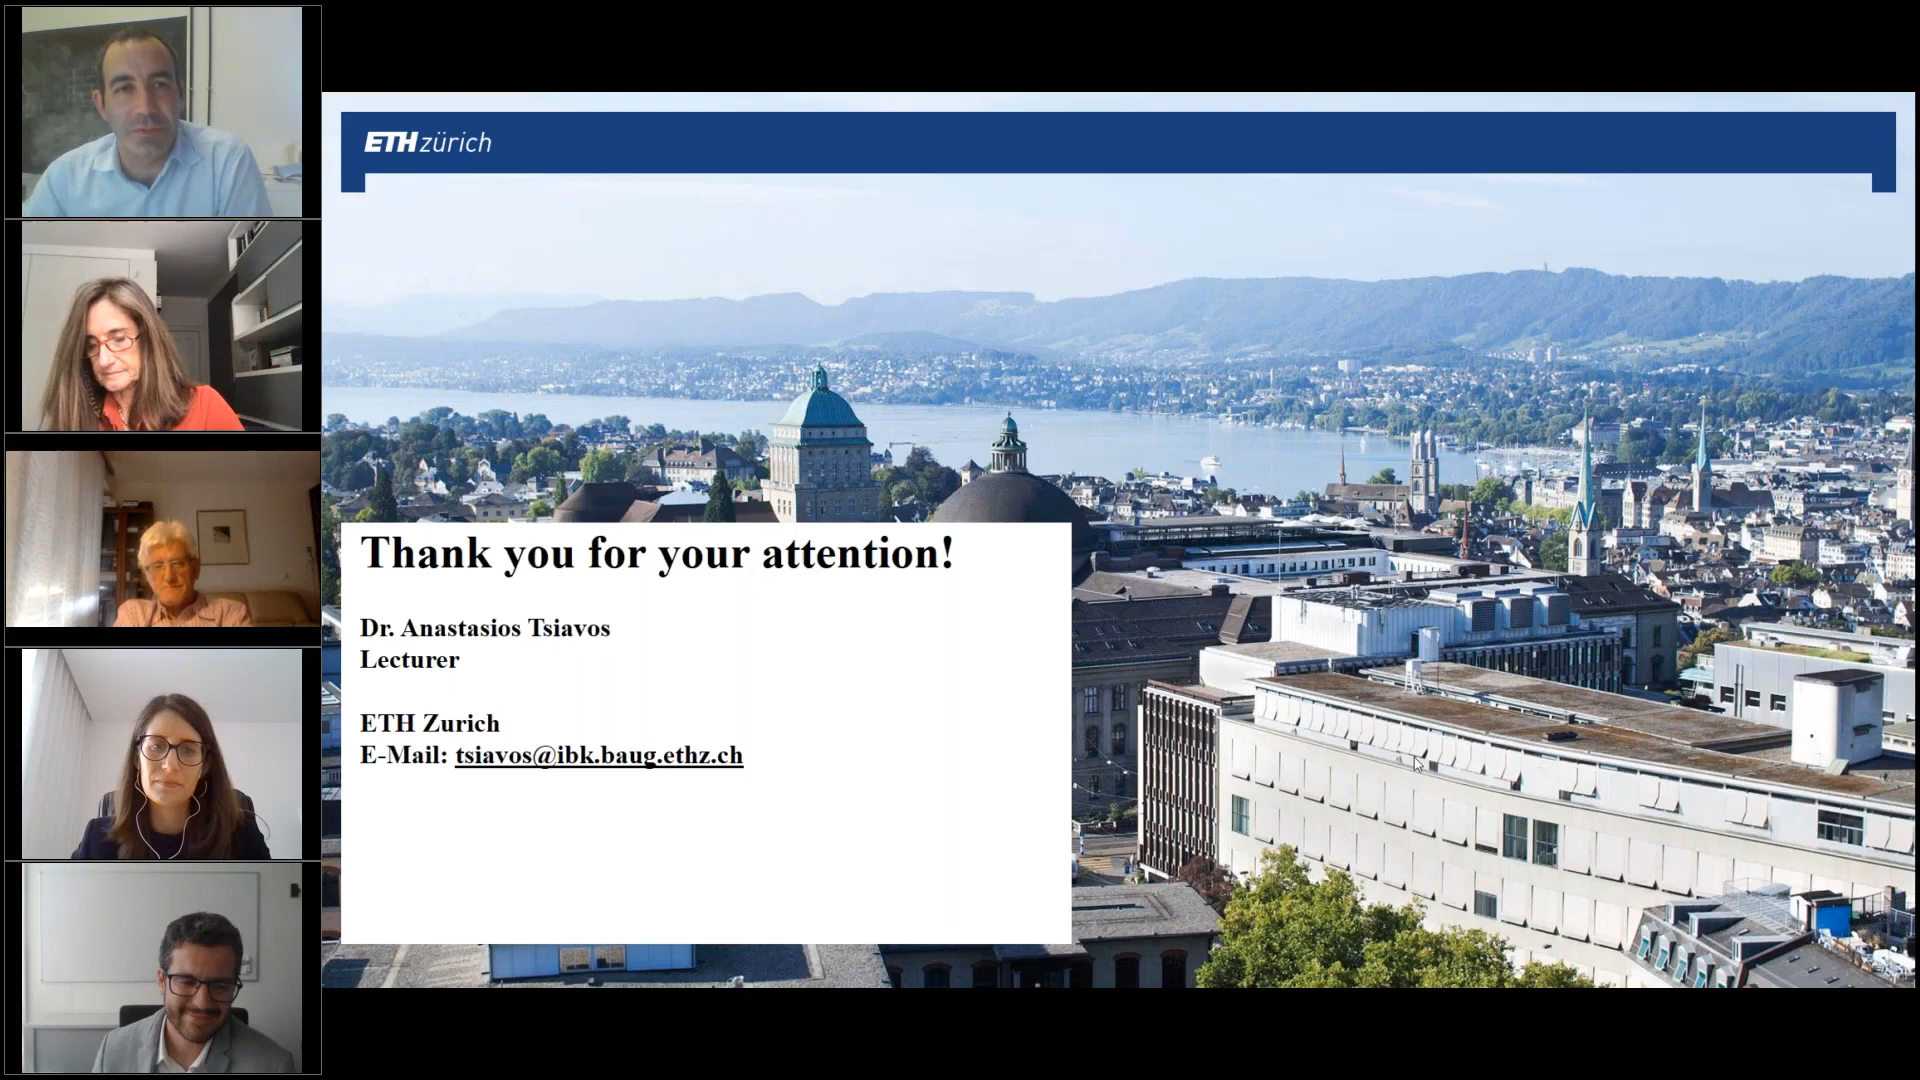 ETH zürich
Thank you for your attention!
Dr. Anastasios Tsiavos
Lecturer
ETH Zurich
E-Mail: tsiavos@ibk.baug.ethz.ch